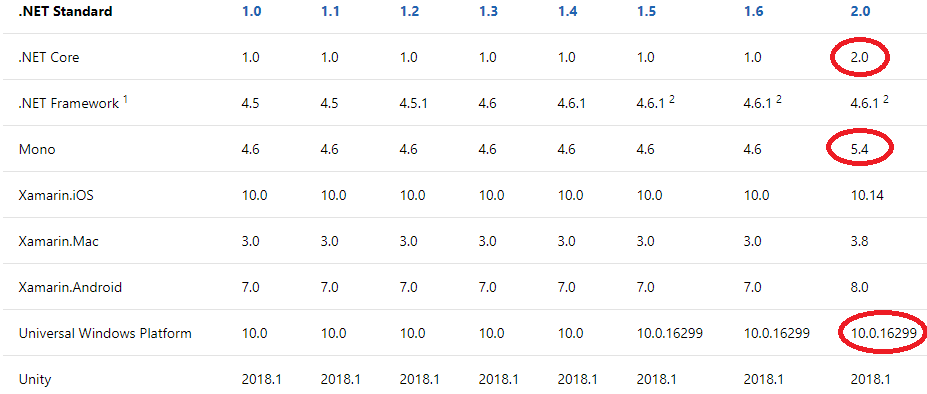 .NET Standard 1.0 1.1 1.2 1.3 1.4 1.5 1.6 2.0
.NET Core 1.0 1.0 1.0 1.0 1.0 1.0 1.0 2.0
.NET Framework 1 4.5 4.5 4.5.1 4.6 4.6.1 4.6.1 2 4.6.1 2 4.6.1 2
Mono 4.6 4.6 4.6 4.6 4.6 4.6 4.6 5.4
Xamarin.iOS 10.0 10.0 10.0 10.0 10.0 10.0 10.0 10.14
Xamarin.Mac 3.0 3.0 3.0 3.0 3.0 3.0 3.0 3.8
Xamarin.Android 7.0 7.0 7.0 7.0 7.0 7.0 7.0 8.0
Universal Windows Platform 10.0 10.0 10.0 10.0 10.0 10.0.16299 10.0.16299 10.0.16299
Unity 2018.1 2018.1 2018.1 2018.1 2018.1 2018.1 2018.1 2018.1